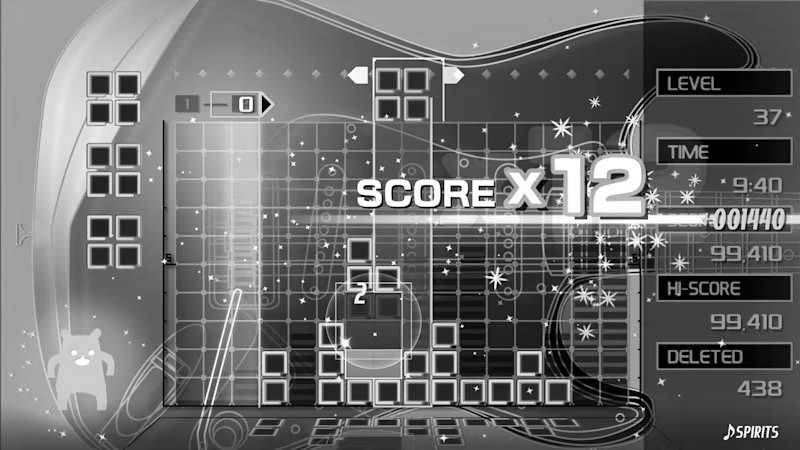 LEVEL
37
TIME
9:40
1 0
SCORE x12
001440
99,410
HI-SCORE
99,410
2
DELETED
438
♪SPIRITS